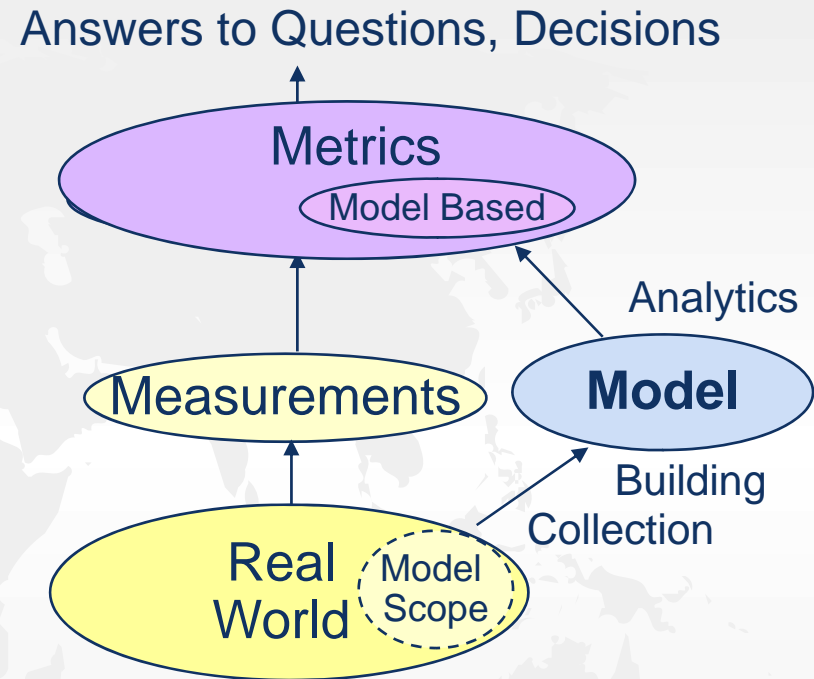 Answers to Questions, Decisions
Metrics
Model Based
Analytics
Measurements
Model
Building
Collection
Real
World
Model
Scope